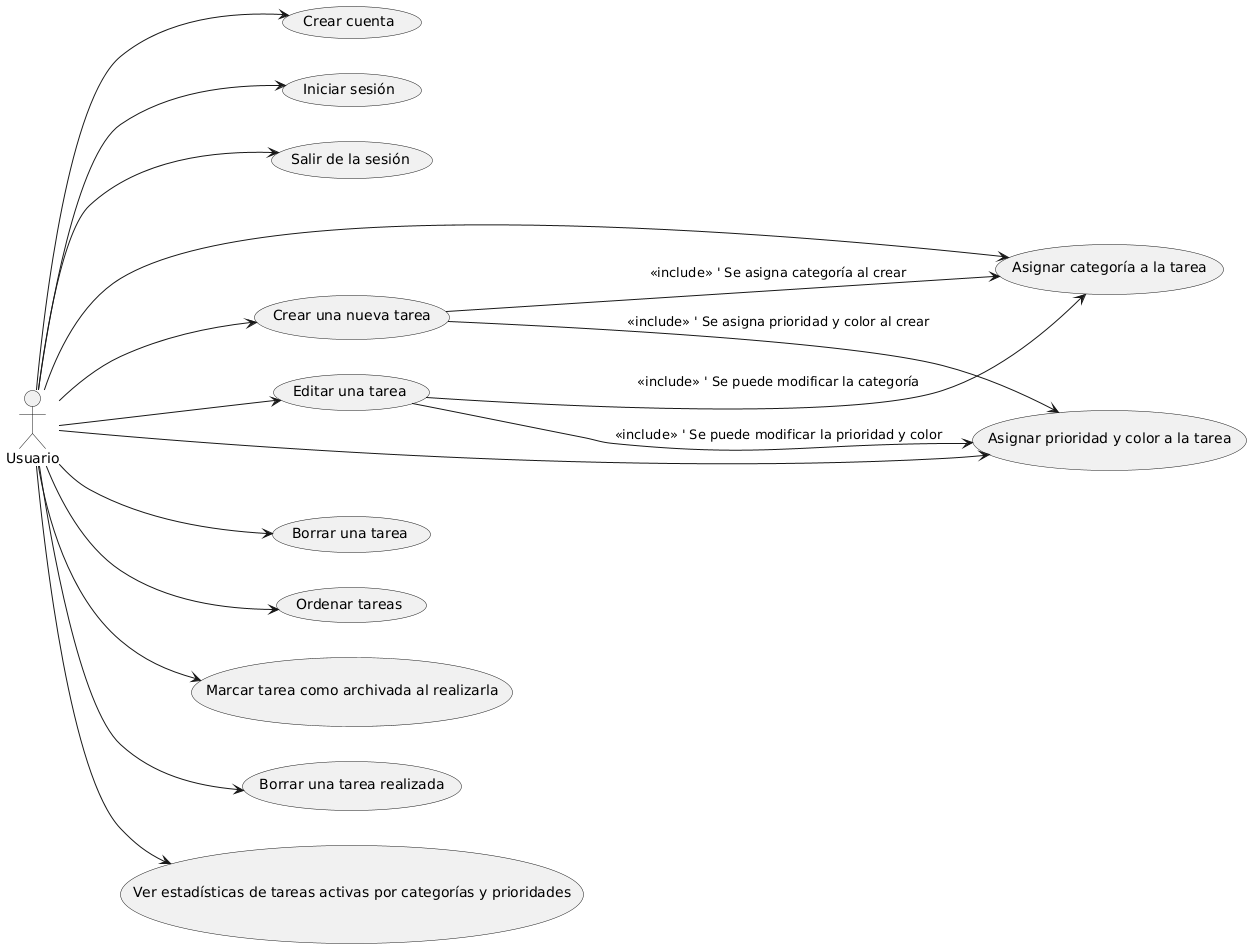 Crear cuenta
Iniciar sesión
Salir de la sesión
Asignar categoría a la tarea
«include» ' Se asigna categoría al crear
Crear una nueva tarea
«include» ' Se asigna prioridad y color al crear
«include» ' Se puede modificar la categoría
Editar una tarea
«include» ' Se puede modificar la prioridad y color
Asignar prioridad y color a la tarea
Usuario
Borrar una tarea
Ordenar tareas
Marcar tarea como archivada al realizarla
Borrar una tarea realizada
Ver estadísticas de tareas activas por categorías y prioridades